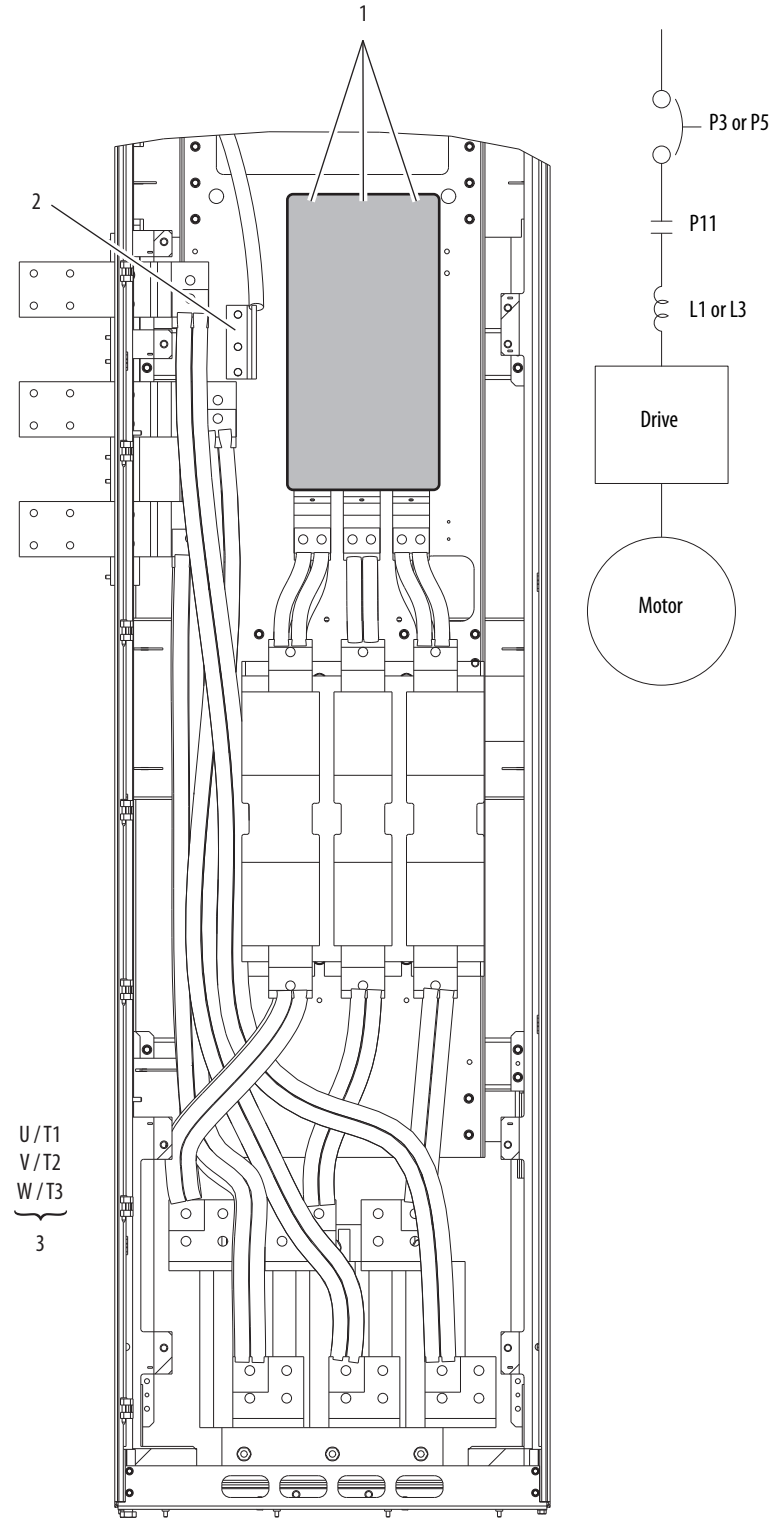 1
P3 or P5
2
P11
L1 or L3
Drive
Motor
U / T1
V / T2
W / T3
3